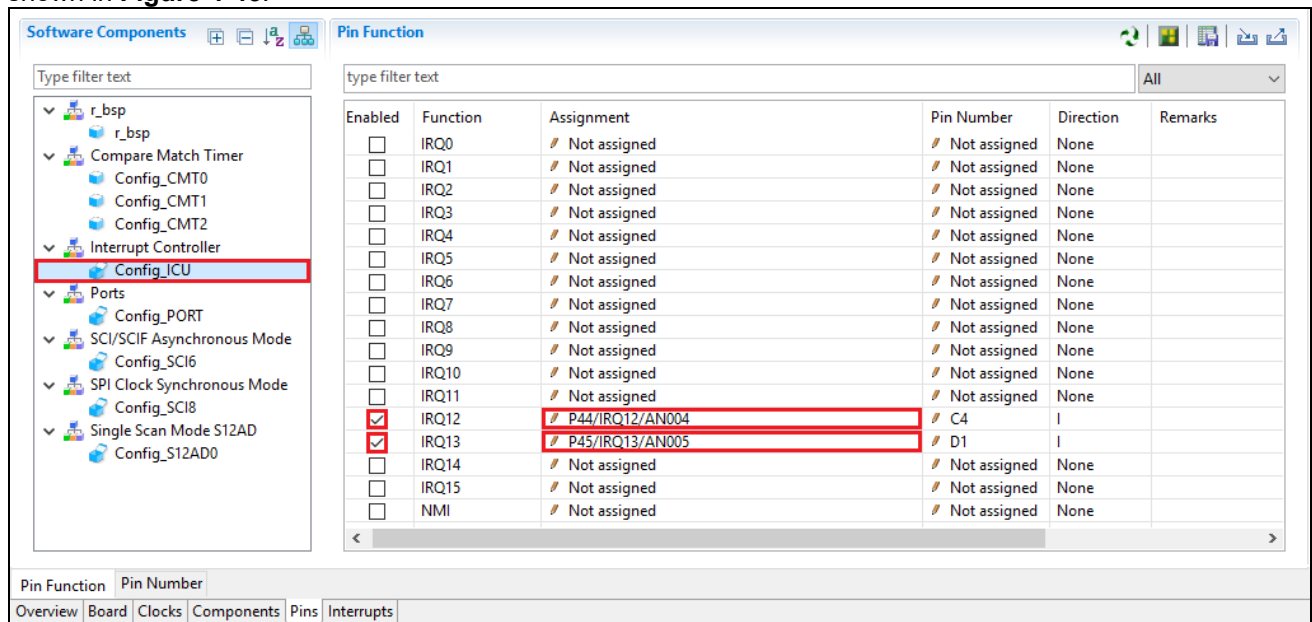 Software Components
Pin Function
Type filter text
type filter text
All
r_bsp
r_bsp
Compare Match Timer
Config_CMT0
Config_CMT1
Config_CMT2
Interrupt Controller
Config_ICU
Ports
Config_PORT
SCI/SCIF Asynchronous Mode
Config_SCI6
SPI Clock Synchronous Mode
Config_SCI8
Single Scan Mode S12AD
Config_S12AD0
Enabled Function Assignment Pin Number Direction Remarks
IRQ0 Not assigned Not assigned None
IRQ1 Not assigned Not assigned None
IRQ2 Not assigned Not assigned None
IRQ3 Not assigned Not assigned None
IRQ4 Not assigned Not assigned None
IRQ5 Not assigned Not assigned None
IRQ6 Not assigned Not assigned None
IRQ7 Not assigned Not assigned None
IRQ8 Not assigned Not assigned None
IRQ9 Not assigned Not assigned None
IRQ10 Not assigned Not assigned None
IRQ11 Not assigned Not assigned None
IRQ12 P44/IRQ12/AN004 C4 I
IRQ13 P45/IRQ13/AN005 D1 I
IRQ14 Not assigned Not assigned None
IRQ15 Not assigned Not assigned None
NMI Not assigned Not assigned None
Pin Function Pin Number
Overview Board Clocks Components Pins Interrupts